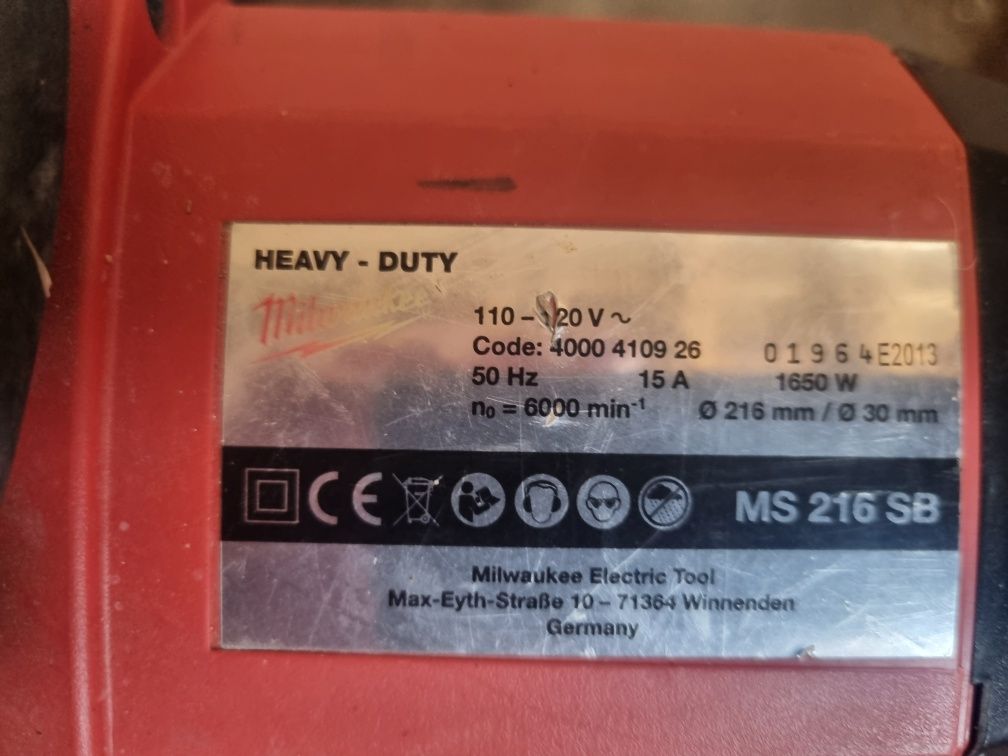 HEAVY - DUTY
Milwaukee
110 – 120 V ~
Code: 4000 4109 26 0 1 9 6 4 E2013
50 Hz 15 A 1650 W
n₀ = 6000 min⁻¹ Ø 216 mm / Ø 30 mm
CE MS 216 SB
Milwaukee Electric Tool
Max-Eyth-Straße 10 – 71364 Winnenden
Germany